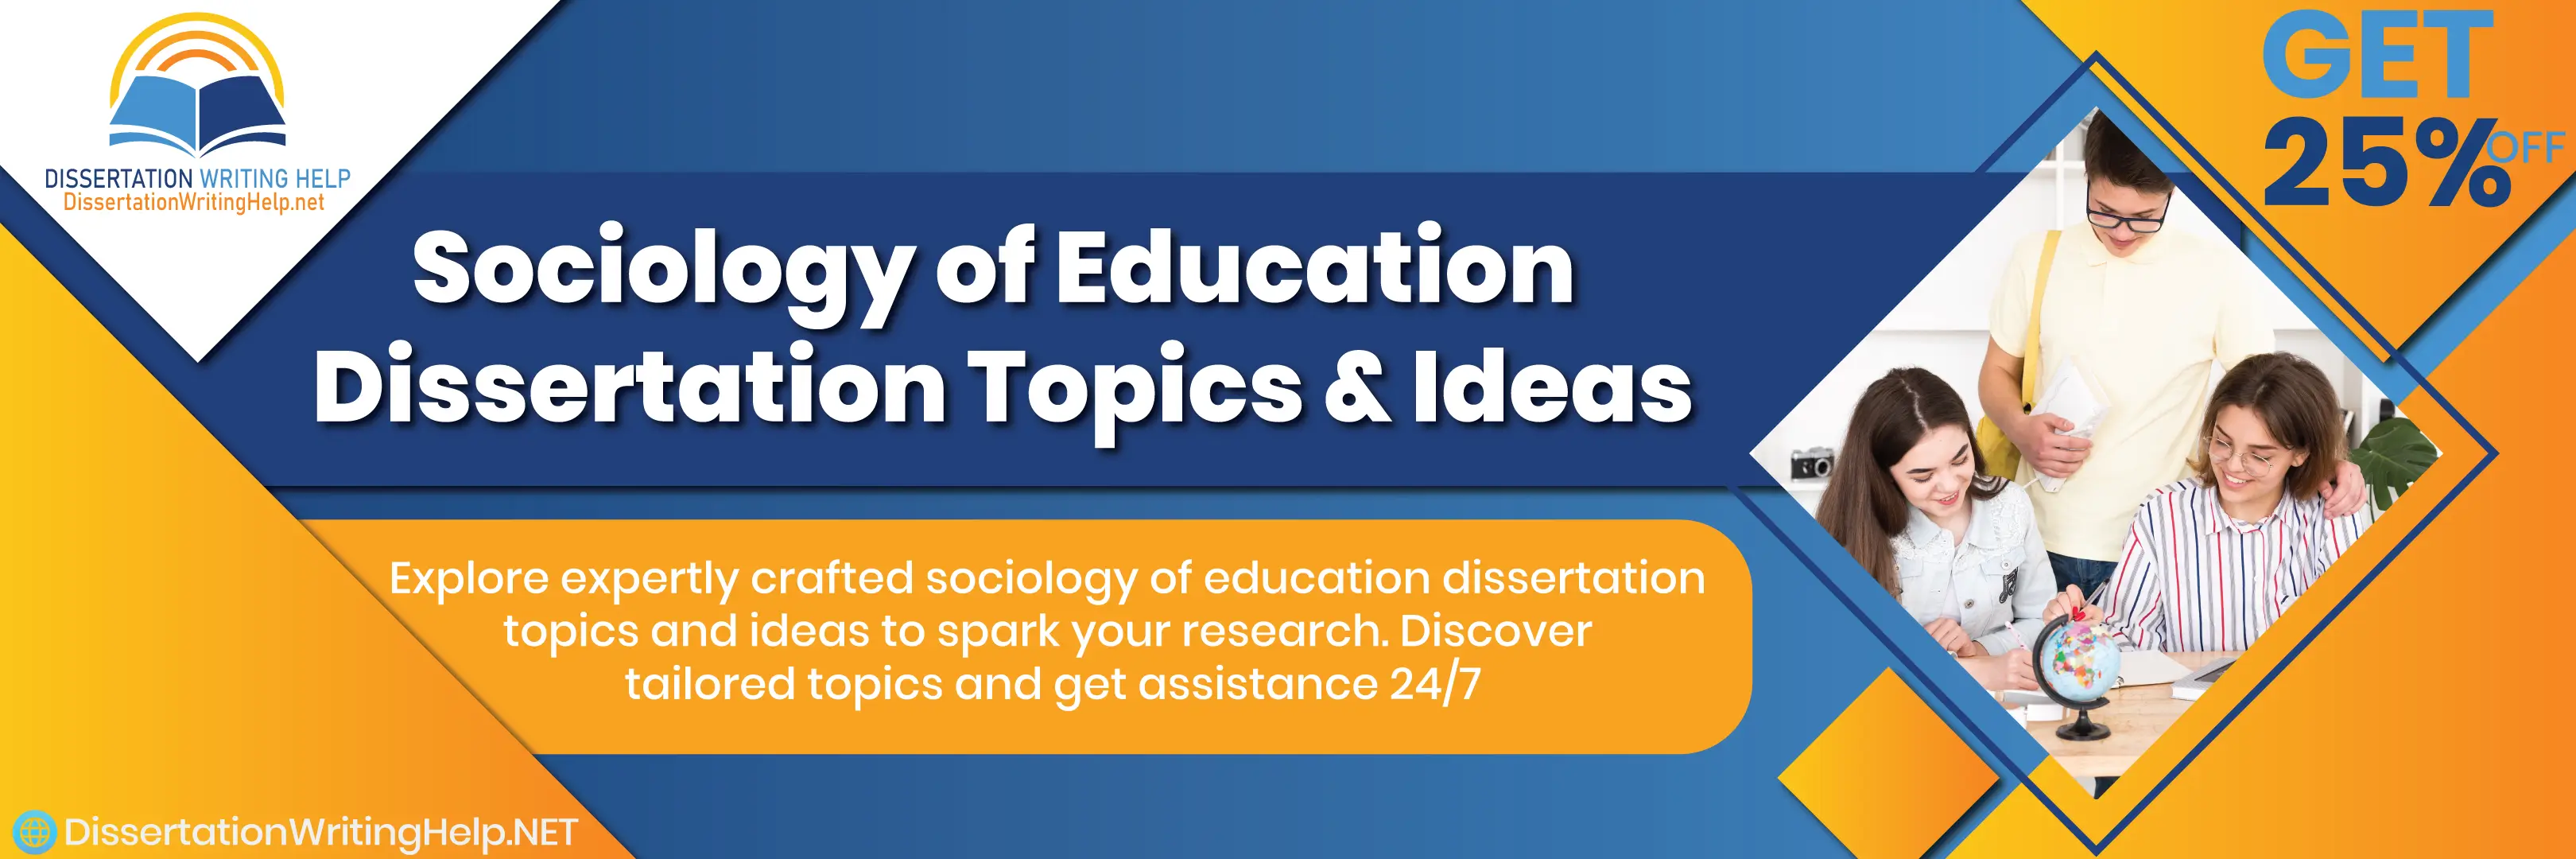 DISSERTATION WRITING HELP
DissertationWritingHelp.net
GET
25% OFF
Sociology of Education
Dissertation Topics & Ideas
Explore expertly crafted sociology of education dissertation
topics and ideas to spark your research. Discover
tailored topics and get assistance 24/7
DissertationWritingHelp.NET